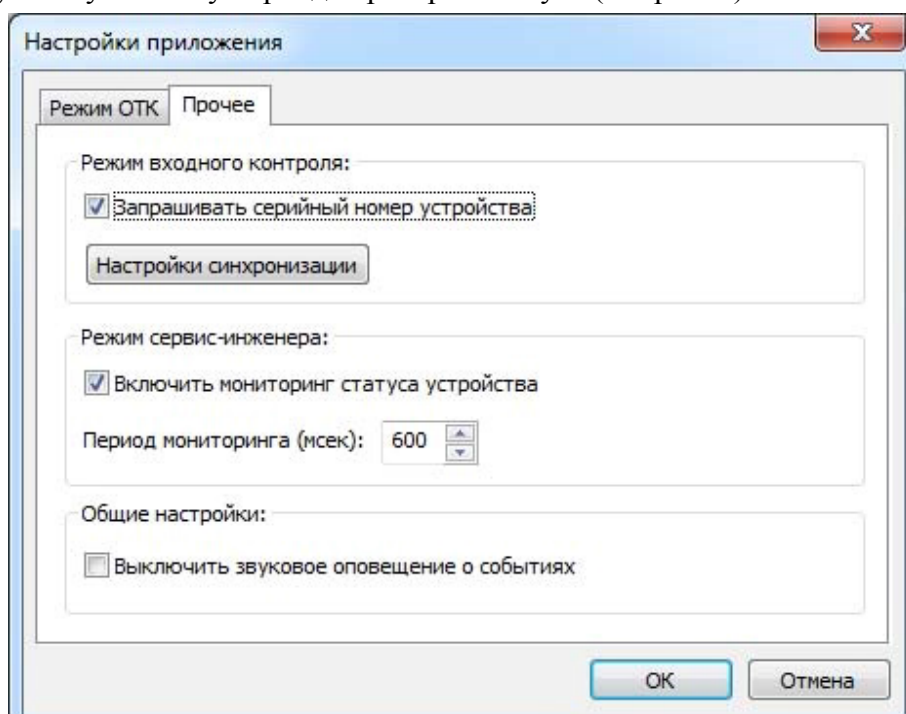 Настройки приложения
Режим ОТК
Прочее
Режим входного контроля:
Запрашивать серийный номер устройства
Настройки синхронизации
Режим сервис-инженера:
Включить мониторинг статуса устройства
Период мониторинга (мсек): 600
Общие настройки:
Выключить звуковое оповещение о событиях
OK
Отмена